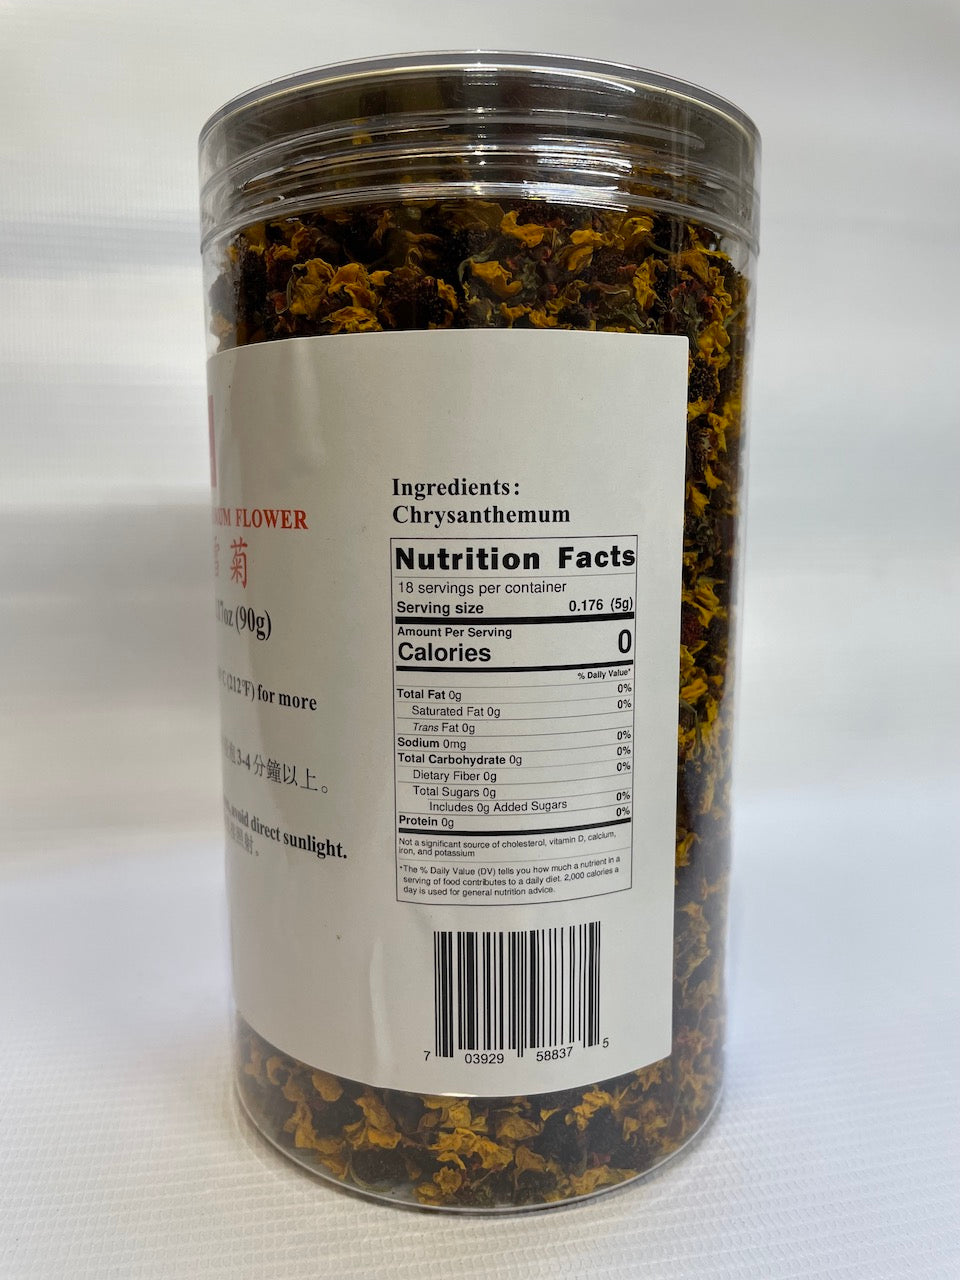 FLOWER
菊
oz (90g)
(212°F) for more
3-4 分鐘以上。
avoid direct sunlight.
照射。
Ingredients:
Chrysanthemum
Nutrition Facts
18 servings per container
Serving size 0.176 (5g)
Amount Per Serving
Calories 0
% Daily Value*
Total Fat 0g 0%
Saturated Fat 0g 0%
Trans Fat 0g
Sodium 0mg 0%
Total Carbohydrate 0g 0%
Dietary Fiber 0g 0%
Total Sugars 0g
Includes 0g Added Sugars 0%
Protein 0g 0%
Not a significant source of cholesterol, vitamin D, calcium,
iron, and potassium
*The % Daily Value (DV) tells you how much a nutrient in a
serving of food contributes to a daily diet. 2,000 calories a
day is used for general nutrition advice.
7 03929 58837 5